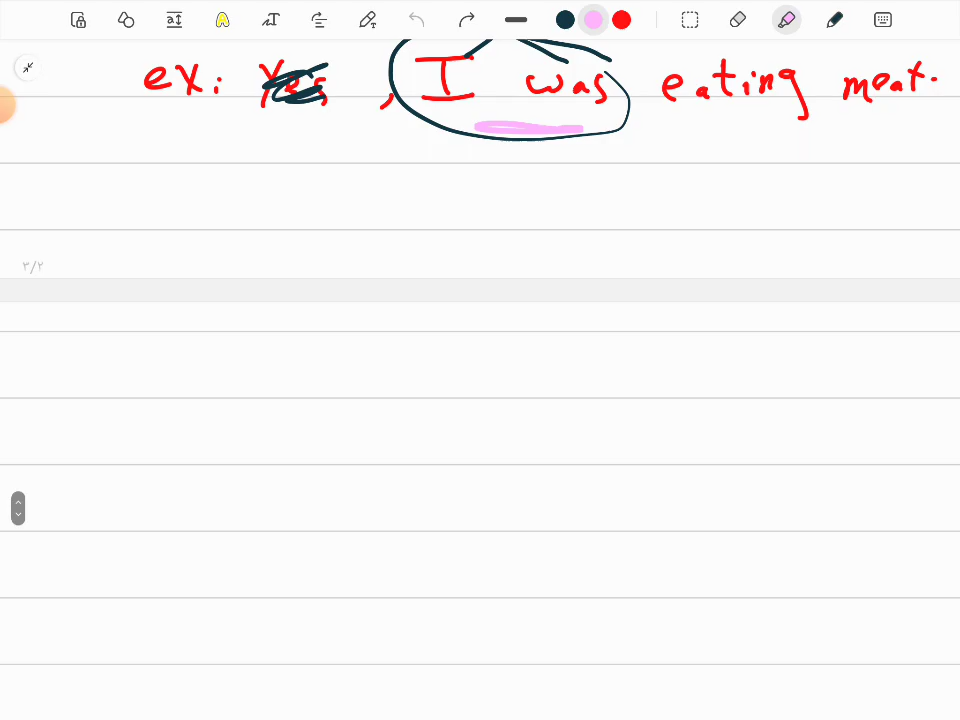 ex: Yes , I was eating meat.
٣/٢